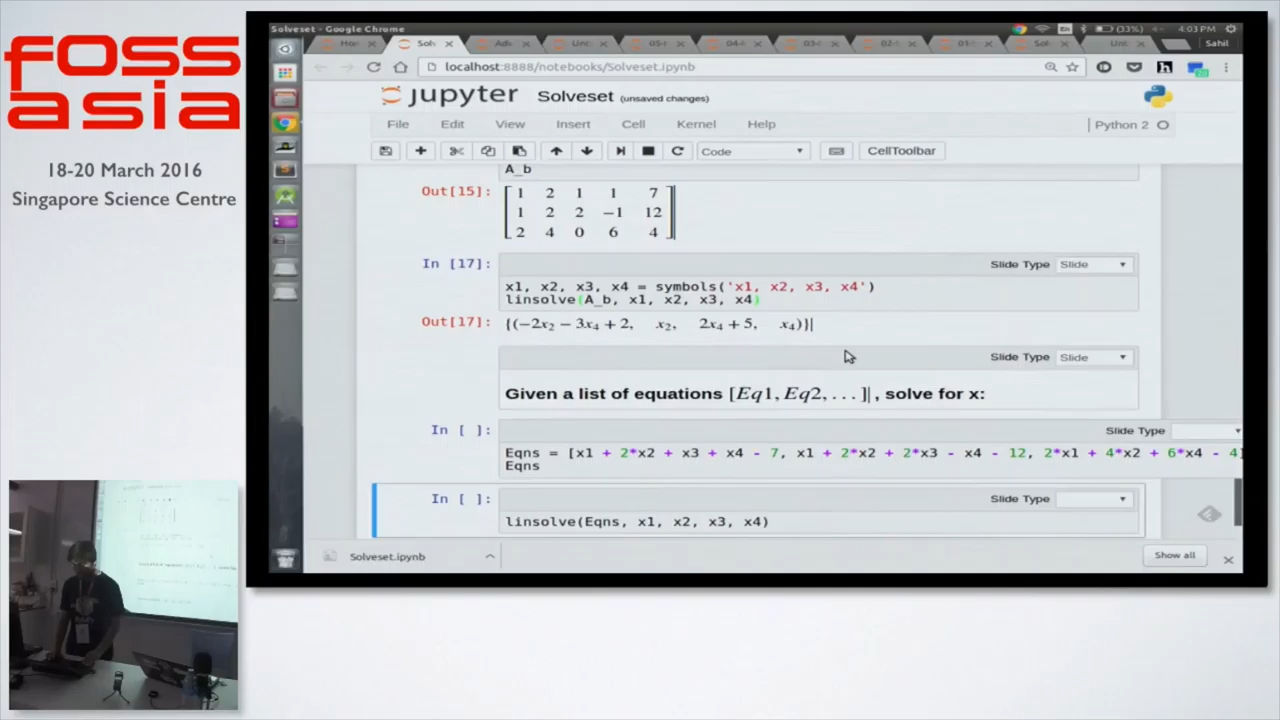 foss
asia
18-20 March 2016
Singapore Science Centre
Solveset - Google Chrome
(33%)
4:03 PM
Sahil
localhost:8888/notebooks/Solveset.ipynb
jupyter Solveset (unsaved changes)
File Edit View Insert Cell Kernel Help
Python 2
Code
CellToolbar
A_b
Out[15]:
1 2 1 1 7
1 2 2 −1 12
2 4 0 6 4
In [17]:
Slide Type Slide
x1, x2, x3, x4 = symbols('x1, x2, x3, x4')
linsolve(A_b, x1, x2, x3, x4)
Out[17]: {(−2x₂ − 3x₄ + 2, x₂, 2x₄ + 5, x₄)}|
Slide Type Slide
Given a list of equations [Eq1, Eq2, . . . ]| , solve for x:
In [ ]:
Slide Type
Eqns = [x1 + 2*x2 + x3 + x4 - 7, x1 + 2*x2 + 2*x3 - x4 - 12, 2*x1 + 4*x2 + 6*x4 - 4]
Eqns
In [ ]:
Slide Type
linsolve(Eqns, x1, x2, x3, x4)
Solveset.ipynb
Show all